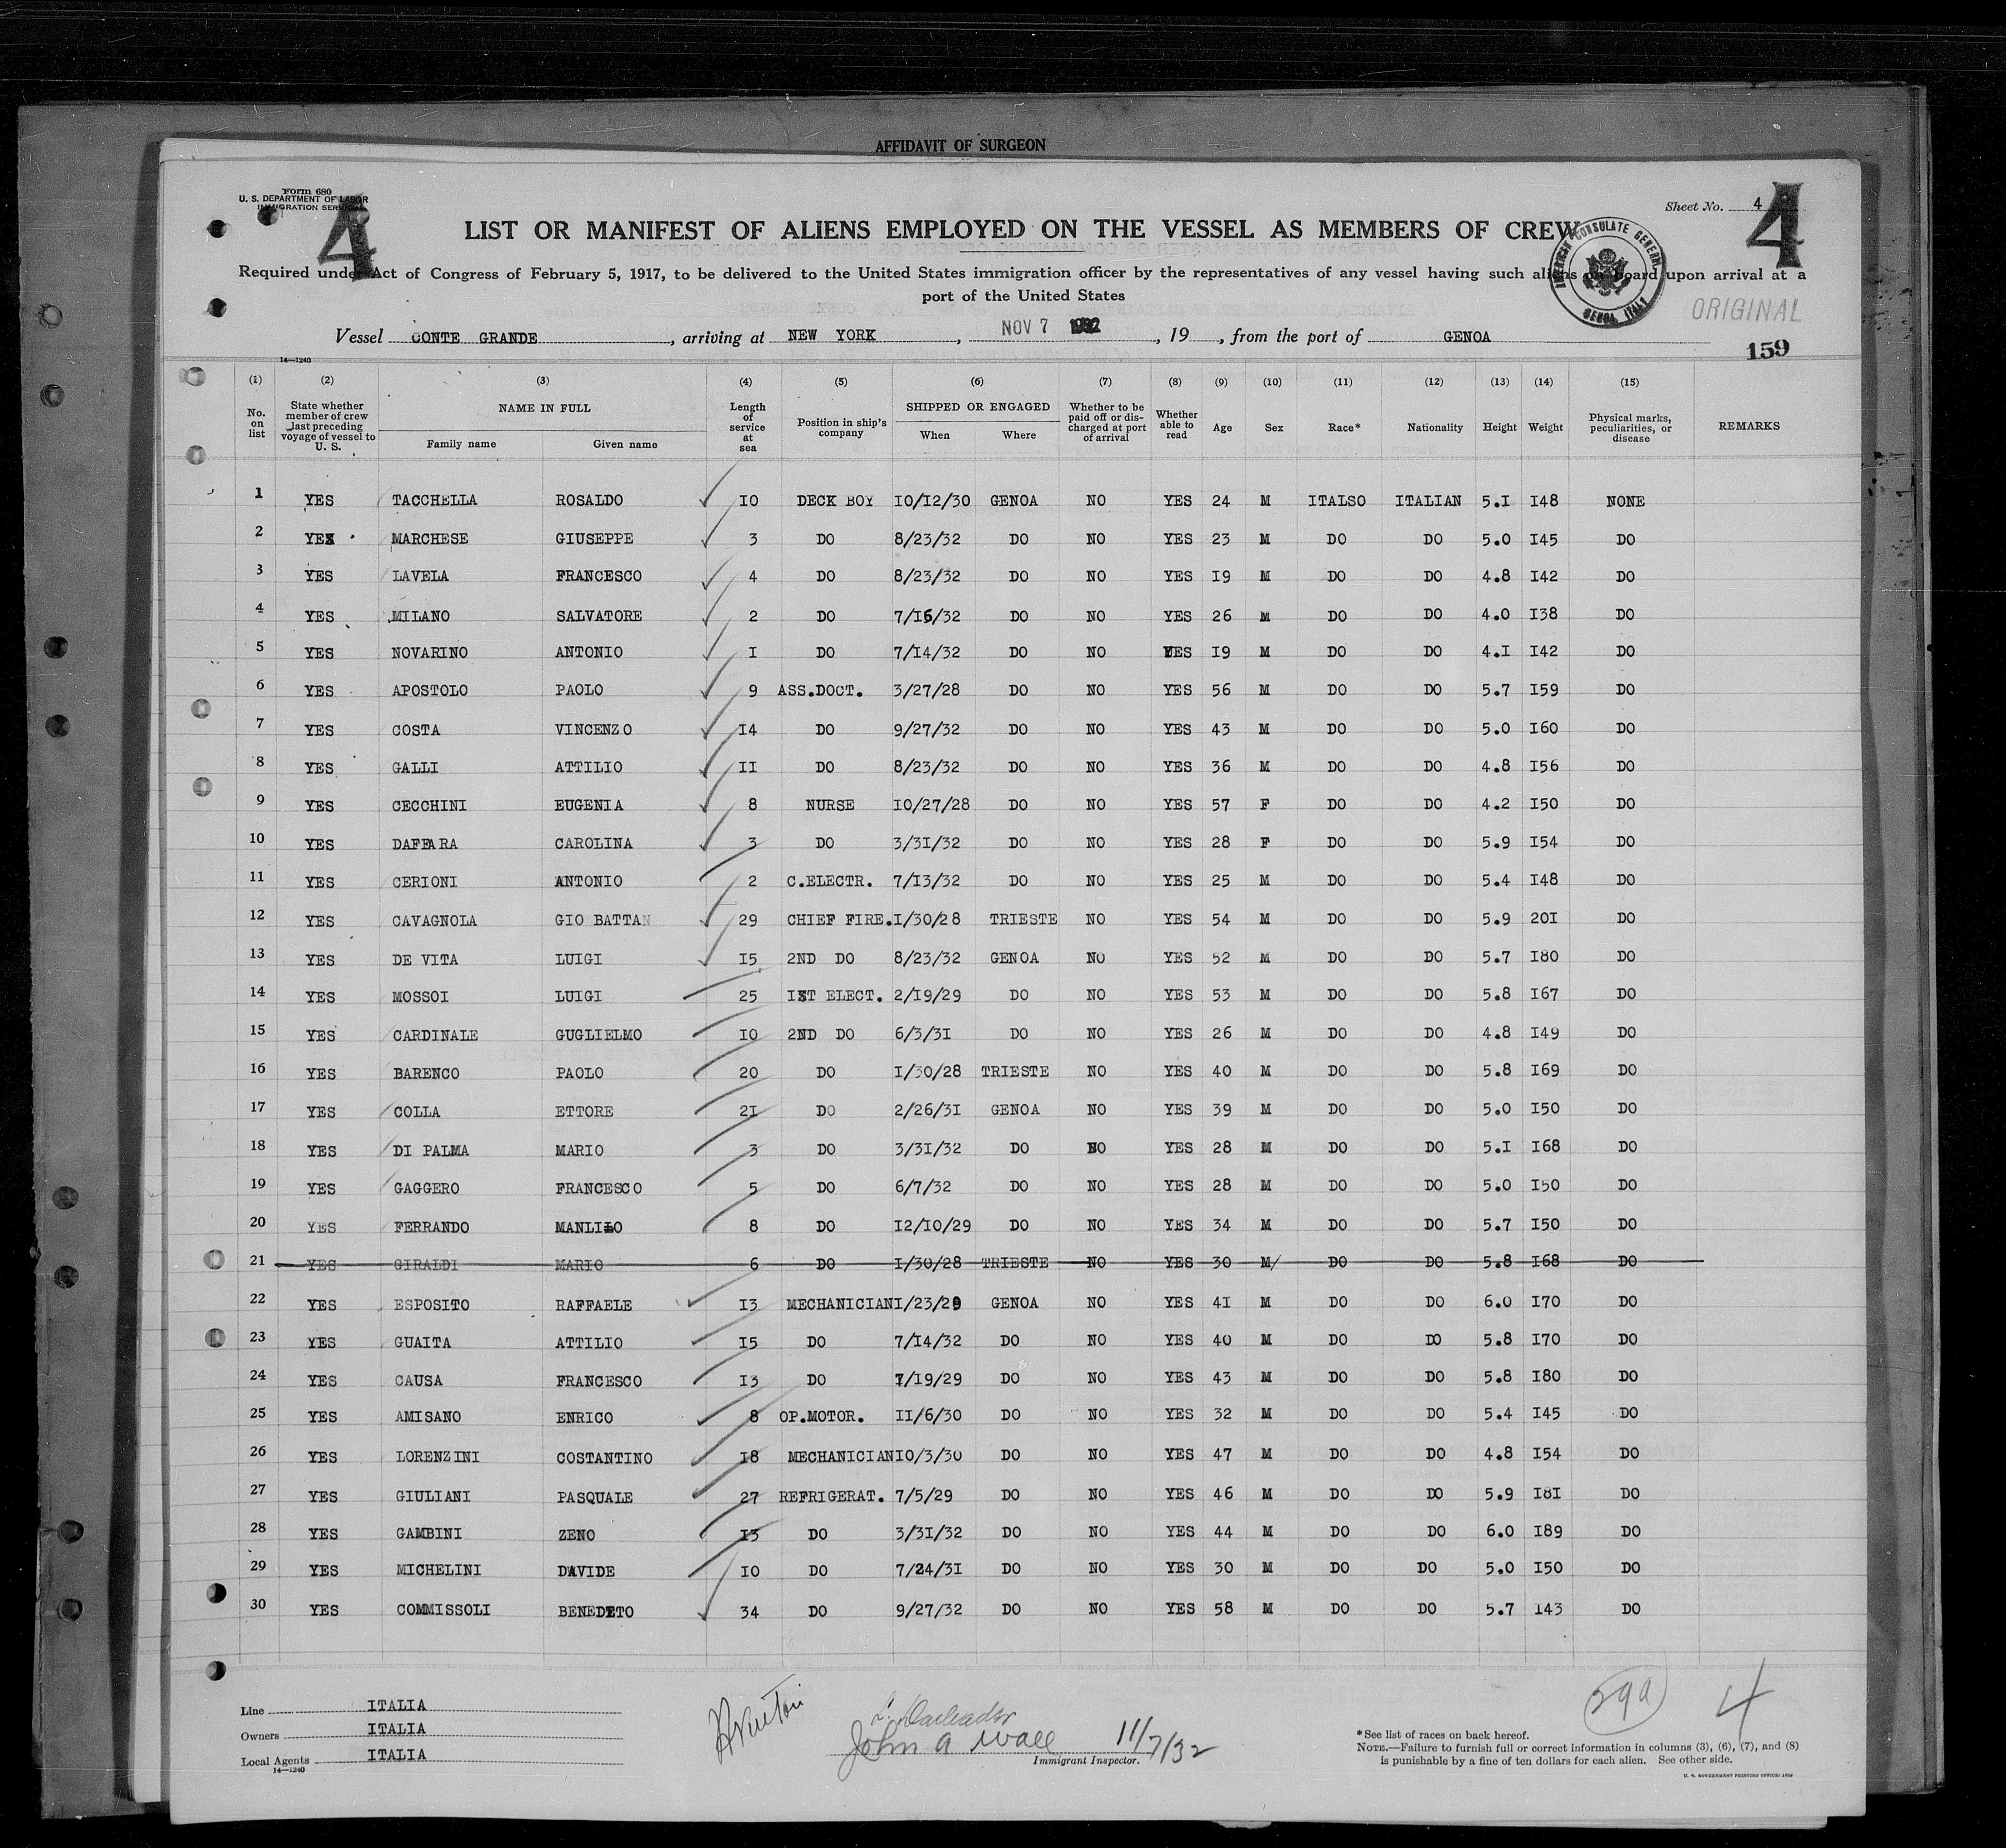 AFFIDAVIT OF SURGEON
Form 680
U. S. DEPARTMENT OF LABOR
IMMIGRATION SERVICE
4
Sheet No. 4
4
LIST OR MANIFEST OF ALIENS EMPLOYED ON THE VESSEL AS MEMBERS OF CREW
AMERICAN CONSULATE GENERAL GENOA, ITALY
Required under Act of Congress of February 5, 1917, to be delivered to the United States immigration officer by the representatives of any vessel having such aliens on board upon arrival at a
port of the United States
ORIGINAL
Vessel CONTE GRANDE, arriving at NEW YORK, NOV 7 1932, 19, from the port of GENOA
159
14—1240
(1) (2) (3) (4) (5) (6) (7) (8) (9) (10) (11) (12) (13) (14) (15)
No. on list State whether member of crew last preceding voyage of vessel to U. S. NAME IN FULL Family name Given name Length of service at sea Position in ship's company SHIPPED OR ENGAGED When Where Whether to be paid off or discharged at port of arrival Whether able to read Age Sex Race* Nationality Height Weight Physical marks, peculiarities, or disease REMARKS
1 YES TACCHELLA ROSALDO 10 DECK BOY 10/12/30 GENOA NO YES 24 M ITALSO ITALIAN 5.1 148 NONE
2 YES MARCHESE GIUSEPPE 3 DO 8/23/32 DO NO YES 23 M DO DO 5.0 145 DO
3 YES LAVELA FRANCESCO 4 DO 8/23/32 DO NO YES 19 M DO DO 4.8 142 DO
4 YES MILANO SALVATORE 2 DO 7/15/32 DO NO YES 26 M DO DO 4.0 138 DO
5 YES NOVARINO ANTONIO 1 DO 7/14/32 DO NO YES 19 M DO DO 4.1 142 DO
6 YES APOSTOLO PAOLO 9 ASS.DOCT. 3/27/28 DO NO YES 56 M DO DO 5.7 159 DO
7 YES COSTA VINCENZO 14 DO 9/27/32 DO NO YES 43 M DO DO 5.0 160 DO
8 YES GALLI ATTILIO 11 DO 8/23/32 DO NO YES 36 M DO DO 4.8 156 DO
9 YES CECCHINI EUGENIA 8 NURSE 10/27/28 DO NO YES 57 F DO DO 4.2 150 DO
10 YES DAFFARA CAROLINA 3 DO 3/31/32 DO NO YES 28 F DO DO 5.9 154 DO
11 YES CERIONI ANTONIO 2 C.ELECTR. 7/13/32 DO NO YES 25 M DO DO 5.4 148 DO
12 YES CAVAGNOLA GIO BATTAN 29 CHIEF FIRE. 1/30/28 TRIESTE NO YES 54 M DO DO 5.9 201 DO
13 YES DE VITA LUIGI 15 2ND DO 8/23/32 GENOA NO YES 52 M DO DO 5.7 180 DO
14 YES MOSSOI LUIGI 25 1ST ELECT. 2/19/29 DO NO YES 53 M DO DO 5.8 167 DO
15 YES CARDINALE GUGLIELMO 10 2ND DO 6/3/31 DO NO YES 26 M DO DO 4.8 149 DO
16 YES BARENCO PAOLO 20 DO 1/30/28 TRIESTE NO YES 40 M DO DO 5.8 169 DO
17 YES COLLA ETTORE 21 DO 2/26/31 GENOA NO YES 39 M DO DO 5.0 150 DO
18 YES DI PALMA MARIO 3 DO 3/31/32 DO NO YES 28 M DO DO 5.1 168 DO
19 YES GAGGERO FRANCESCO 5 DO 6/7/32 DO NO YES 28 M DO DO 5.0 150 DO
20 YES FERRANDO MANLIO 8 DO 12/10/29 DO NO YES 34 M DO DO 5.7 150 DO
21 YES GIRALDI MARIO 6 DO 1/30/28 TRIESTE NO YES 30 M DO DO 5.8 168 DO
22 YES ESPOSITO RAFFAELE 13 MECHANICIAN 1/23/29 GENOA NO YES 41 M DO DO 6.0 170 DO
23 YES GUAITA ATTILIO 15 DO 7/14/32 DO NO YES 40 M DO DO 5.8 170 DO
24 YES CAUSA FRANCESCO 13 DO 7/19/29 DO NO YES 43 M DO DO 5.8 180 DO
25 YES AMISANO ENRICO 8 OP.MOTOR. 11/6/30 DO NO YES 32 M DO DO 5.4 145 DO
26 YES LORENZINI COSTANTINO 18 MECHANICIAN 10/3/30 DO NO YES 47 M DO DO 4.8 154 DO
27 YES GIULIANI PASQUALE 27 REFRIGERAT. 7/5/29 DO NO YES 46 M DO DO 5.9 181 DO
28 YES GAMBINI ZENO 13 DO 3/31/32 DO NO YES 44 M DO DO 6.0 189 DO
29 YES MICHELINI DAVIDE 10 DO 7/24/31 DO NO YES 30 M DO DO 5.0 150 DO
30 YES COMMISSOLI BENEDETO 34 DO 9/27/32 DO NO YES 58 M DO DO 5.7 143 DO
Line ITALIA
Owners ITALIA
Local Agents ITALIA
14—1240
John A Wall 11/7/32
Immigrant Inspector.
29a 4
*See list of races on back hereof.
NOTE.—Failure to furnish full or correct information in columns (3), (6), (7), and (8)
is punishable by a fine of ten dollars for each alien. See other side.
U. S. GOVERNMENT PRINTING OFFICE: